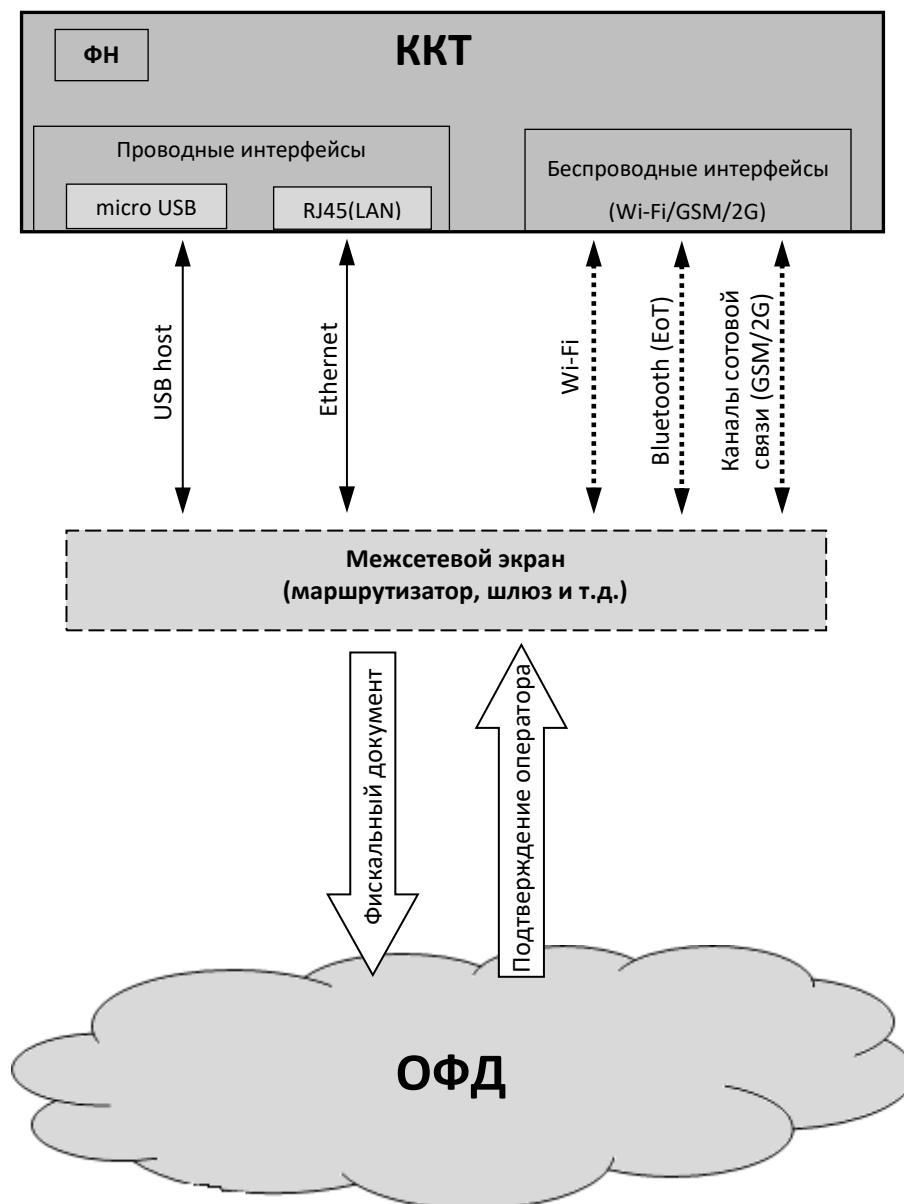 ФН
ККТ
Проводные интерфейсы
micro USB
RJ45(LAN)
Беспроводные интерфейсы
(Wi-Fi/GSM/2G)
USB host
Ethernet
Wi-Fi
Bluetooth (EoT)
Каналы сотовой
связи (GSM/2G)
Межсетевой экран
(маршрутизатор, шлюз и т.д.)
Фискальный документ
Подтверждение оператора
ОФД